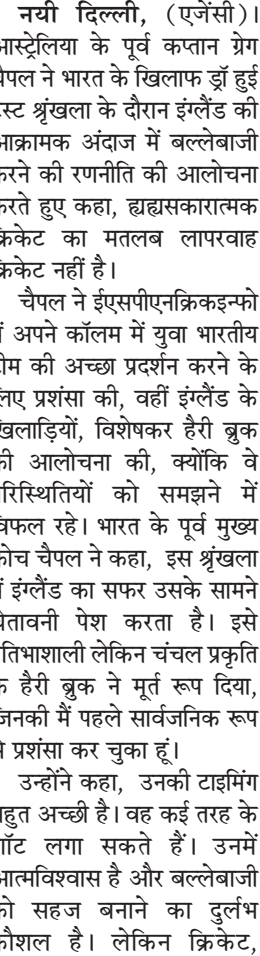 नयी दिल्ली, (एजेंसी)।
आस्ट्रेलिया के पूर्व कप्तान ग्रेग
चैपल ने भारत के खिलाफ ड्रॉ हुई
टेस्ट श्रृंखला के दौरान इंग्लैंड की
आक्रामक अंदाज में बल्लेबाजी
करने की रणनीति की आलोचना
करते हुए कहा, ह्यह्यसकारात्मक
क्रिकेट का मतलब लापरवाह
क्रिकेट नहीं है।
चैपल ने ईएसपीएनक्रिकइन्फो
में अपने कॉलम में युवा भारतीय
टीम की अच्छा प्रदर्शन करने के
लिए प्रशंसा की, वहीं इंग्लैंड के
खिलाड़ियों, विशेषकर हैरी ब्रुक
की आलोचना की, क्योंकि वे
परिस्थितियों को समझने में
विफल रहे। भारत के पूर्व मुख्य
कोच चैपल ने कहा, इस श्रृंखला
में इंग्लैंड का सफर उसके सामने
चेतावनी पेश करता है। इसे
प्रतिभाशाली लेकिन चंचल प्रकृति
के हैरी ब्रुक ने मूर्त रूप दिया,
जिनकी मैं पहले सार्वजनिक रूप
से प्रशंसा कर चुका हूं।
उन्होंने कहा, उनकी टाइमिंग
बहुत अच्छी है। वह कई तरह के
शॉट लगा सकते हैं। उनमें
आत्मविश्वास है और बल्लेबाजी
को सहज बनाने का दुर्लभ
कौशल है। लेकिन क्रिकेट,